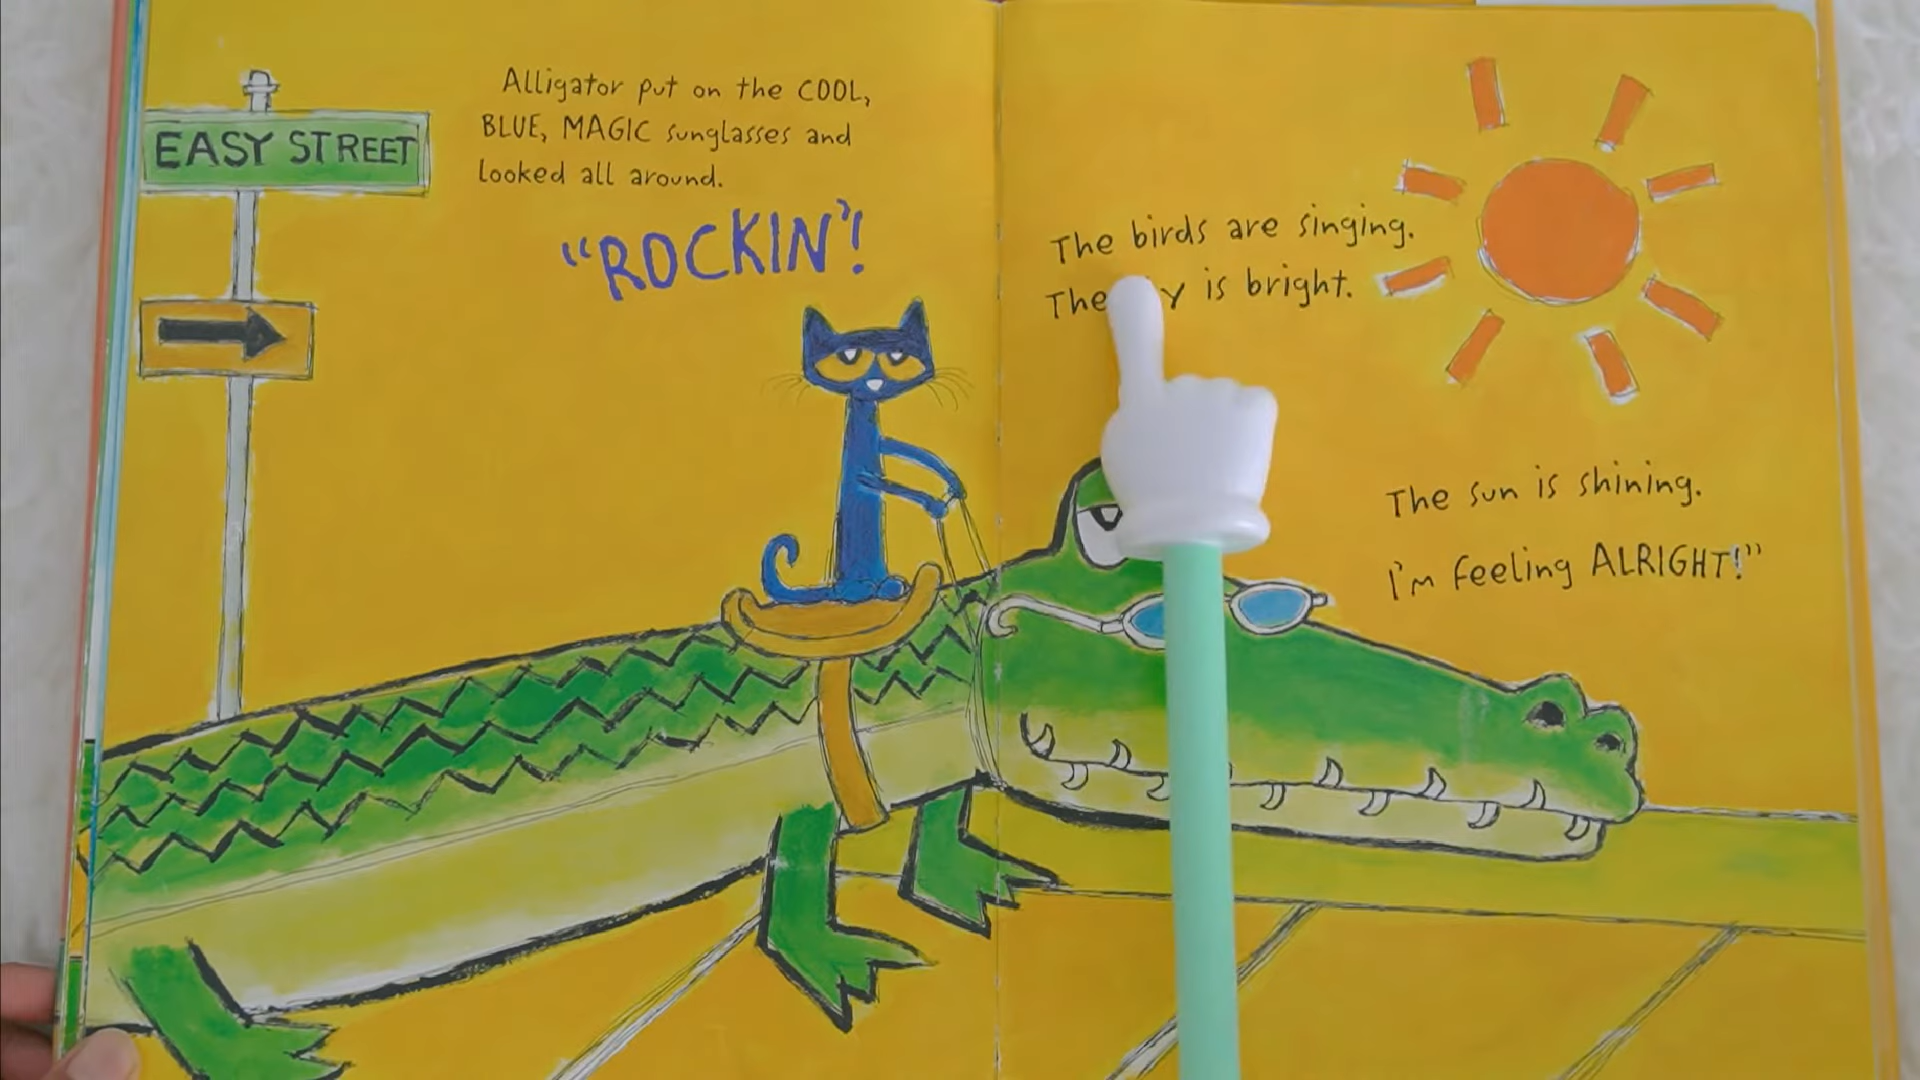 EASY STREET
Alligator put on the COOL,
BLUE, MAGIC sunglasses and
looked all around.
"ROCKIN'!
The birds are singing.
The is bright.
The sun is shining.
I'm feeling ALRIGHT!"